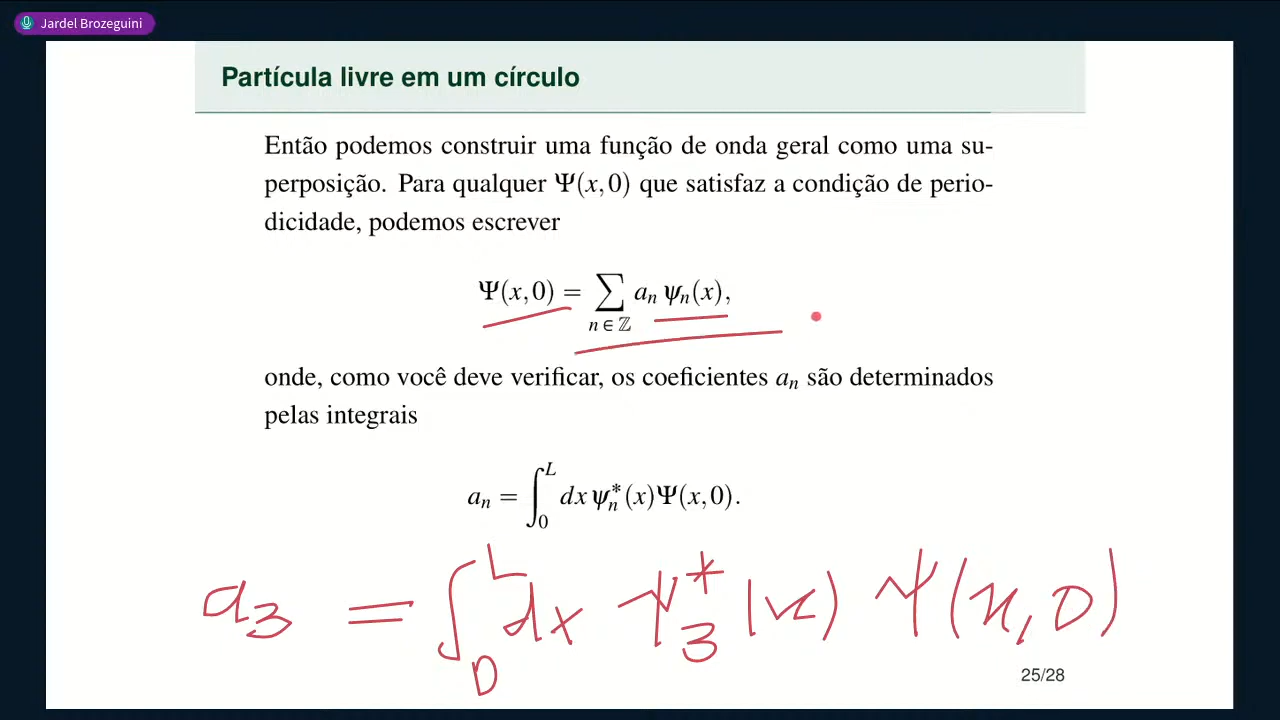 Jardel Brozeguini
Partícula livre em um círculo
Então podemos construir uma função de onda geral como uma su-
perposição. Para qualquer Ψ(x,0) que satisfaz a condição de perio-
dicidade, podemos escrever
Ψ(x,0) = ∑_{n∈ℤ} a_n ψ_n(x),
onde, como você deve verificar, os coeficientes a_n são determinados
pelas integrais
a_n = ∫_0^L dx ψ_n^*(x)Ψ(x,0).
a_3 = ∫_0^L dx ψ_3^*(x) Ψ(x,0)
25/28